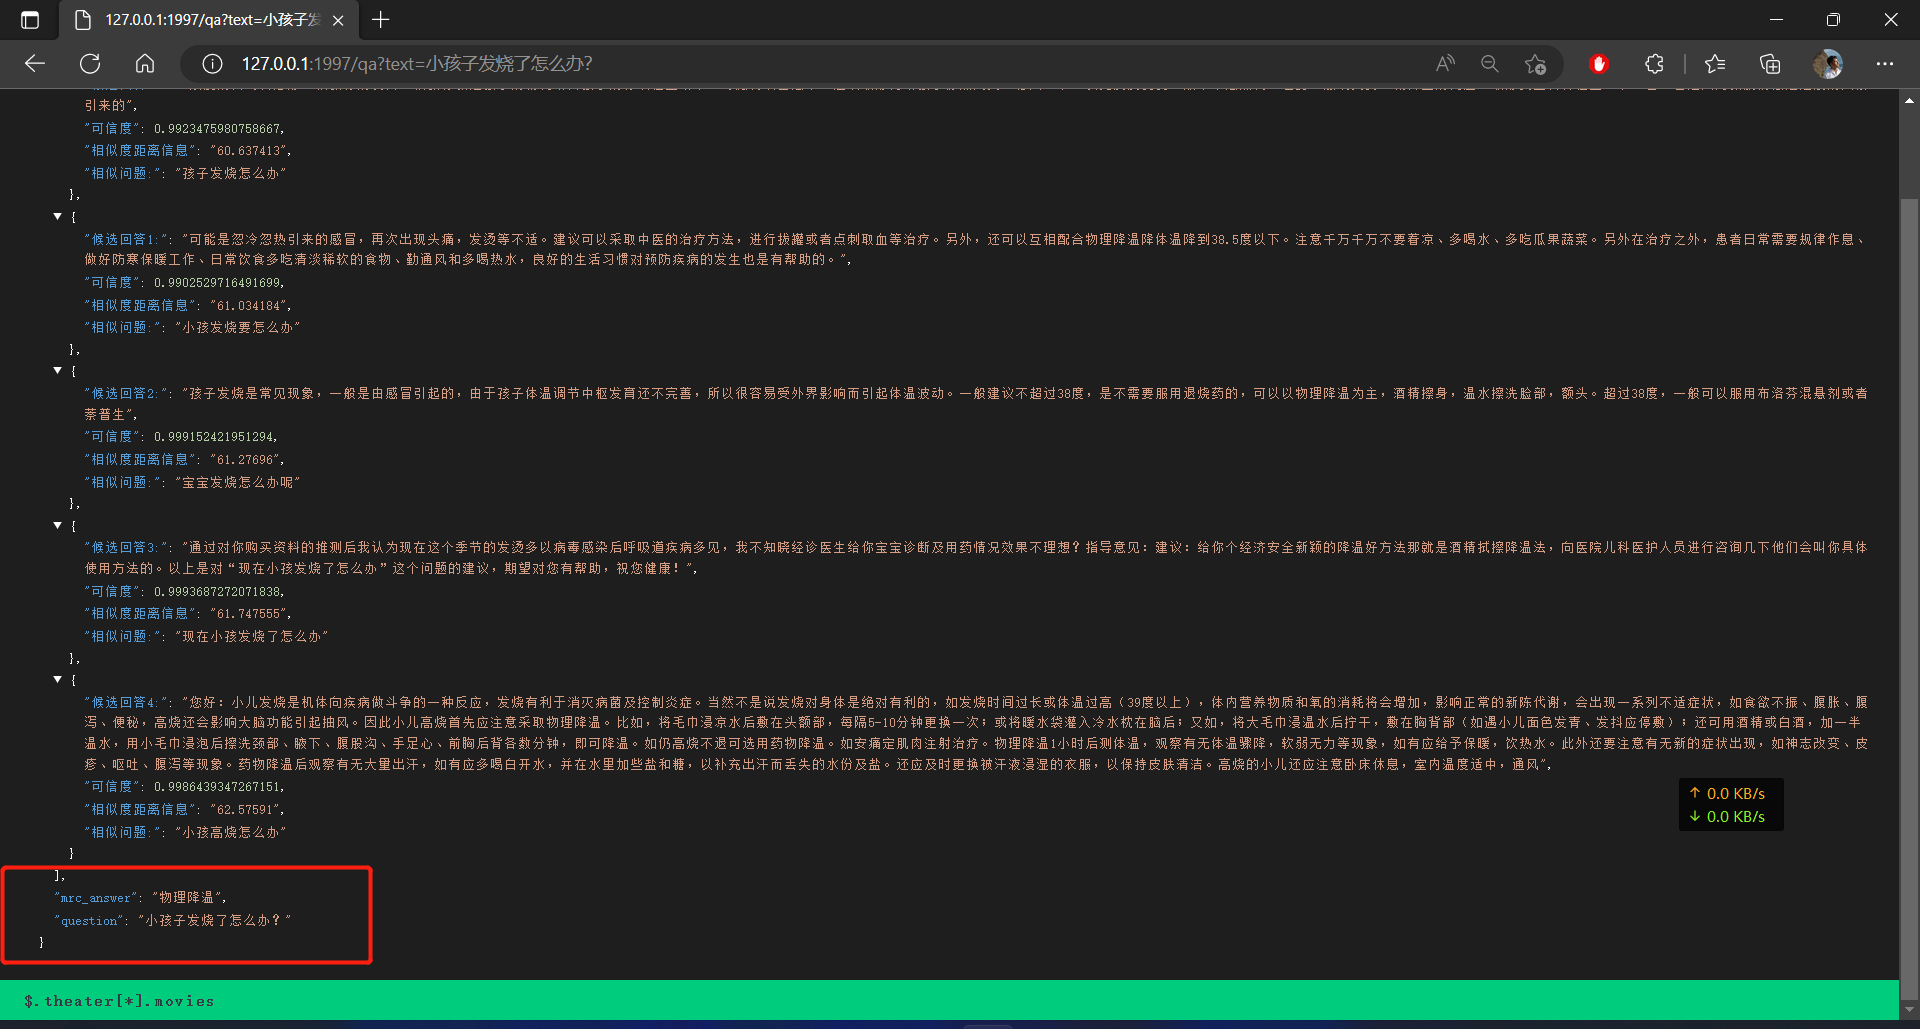 127.0.0.1:1997/qa?text=小孩子发
127.0.0.1:1997/qa?text=小孩子发烧了怎么办?
引来的",
"可信度": 0.9923475980758667,
"相似度距离信息": "60.637413",
"相似问题:": "孩子发烧怎么办"
},
{
"候选回答1:": "可能是忽冷忽热引来的感冒，再次出现头痛，发烫等不适。建议可以采取中医的治疗方法，进行拔罐或者点刺取血等治疗。另外，还可以互相配合物理降温降体温降到38.5度以下。注意千万千万不要着凉、多喝水、多吃瓜果蔬菜。另外在治疗之外，患者日常需要规律作息、
做好防寒保暖工作、日常饮食多吃清淡稀软的食物、勤通风和多喝热水，良好的生活习惯对预防疾病的发生也是有帮助的。",
"可信度": 0.9902529716491699,
"相似度距离信息": "61.034184",
"相似问题:": "小孩发烧要怎么办"
},
{
"候选回答2:": "孩子发烧是常见现象，一般是由感冒引起的，由于孩子体温调节中枢发育还不完善，所以很容易受外界影响而引起体温波动。一般建议不超过38度，是不需要服用退烧药的，可以以物理降温为主，酒精擦身，温水擦洗脸部，额头。超过38度，一般可以服用布洛芬混悬剂或者
萘普生",
"可信度": 0.999152421951294,
"相似度距离信息": "61.27696",
"相似问题:": "宝宝发烧怎么办呢"
},
{
"候选回答3:": "通过对你购买资料的推测后我认为现在这个季节的发烫多以病毒感染后呼吸道疾病多见，我不知晓经诊医生给你宝宝诊断及用药情况效果不理想？指导意见：建议：给你个经济安全新颖的降温好方法那就是酒精拭擦降温法，向医院儿科医护人员进行咨询几下他们会叫你具体
使用方法的。以上是对“现在小孩发烧了怎么办”这个问题的建议，期望对您有帮助，祝您健康！",
"可信度": 0.9993687272071838,
"相似度距离信息": "61.747555",
"相似问题:": "现在小孩发烧了怎么办"
},
{
"候选回答4:": "您好：小儿发烧是机体向疾病做斗争的一种反应，发烧有利于消灭病菌及控制炎症。当然不是说发烧对身体是绝对有利的，如发烧时间过长或体温过高（39度以上），体内营养物质和氧的消耗将会增加，影响正常的新陈代谢，会出现一系列不适症状，如食欲不振、腹胀、腹
泻、便秘，高烧还会影响大脑功能引起抽风。因此小儿高烧首先应注意采取物理降温。比如，将毛巾浸凉水后敷在头额部，每隔5-10分钟更换一次；或将暖水袋灌入冷水枕在脑后；又如，将大毛巾浸温水后拧干，敷在胸背部（如遇小儿面色发青、发抖应停敷）；还可用酒精或白酒，加一半
温水，用小毛巾浸泡后擦洗颈部、腋下、腹股沟、手足心、前胸后背各数分钟，即可降温。如仍高烧不退可选用药物降温。如安痛定肌肉注射治疗。物理降温1小时后测体温，观察有无体温骤降，软弱无力等现象，如有应给予保暖，饮热水。此外还要注意有无新的症状出现，如神志改变、皮
疹、呕吐、腹泻等现象。药物降温后观察有无大量出汗，如有应多喝白开水，并在水里加些盐和糖，以补充出汗而丢失的水份及盐。还应及时更换被汗液浸湿的衣服，以保持皮肤清洁。高烧的小儿还应注意卧床休息，室内温度适中，通风",
"可信度": 0.9986439347267151,
"相似度距离信息": "62.57591",
"相似问题:": "小孩高烧怎么办"
}
],
"mrc_answer": "物理降温",
"question": "小孩子发烧了怎么办？"
}
↑ 0.0 KB/s
↓ 0.0 KB/s
$.theater[*].movies